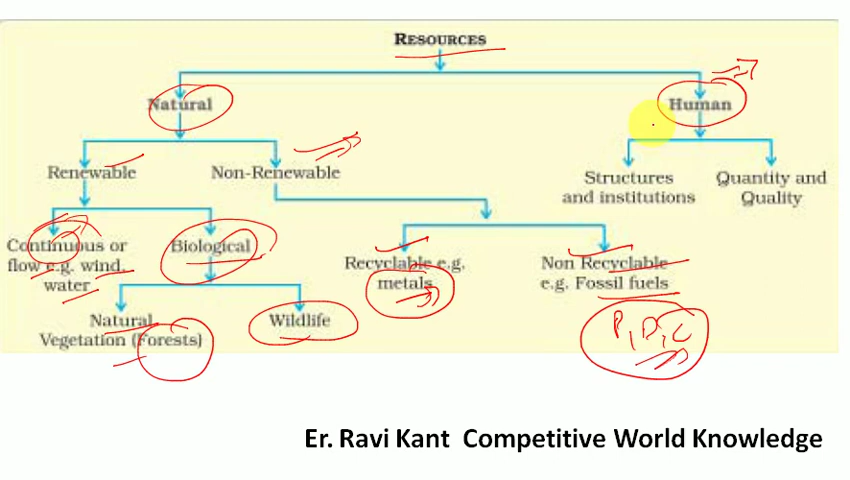 RESOURCES
Natural
Human
Renewable
Non-Renewable
Structures
and institutions
Quantity and
Quality
Continuous or
flow e.g. wind,
water
Biological
Recyclable e.g.
metals
Non Recyclable
e.g. Fossil fuels
Natural
Vegetation (Forests)
Wildlife
P, D, C
Er. Ravi Kant Competitive World Knowledge